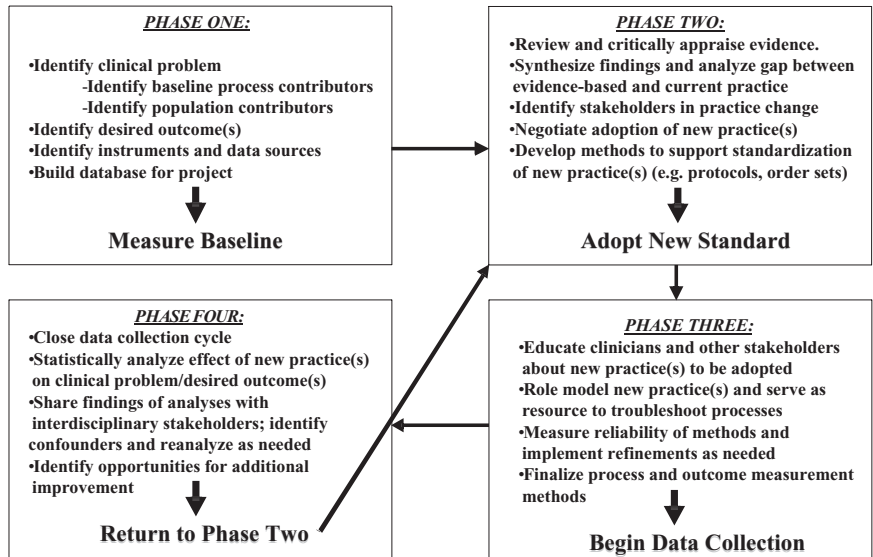 PHASE ONE:
•Identify clinical problem
-Identify baseline process contributors
-Identify population contributors
•Identify desired outcome(s)
•Identify instruments and data sources
•Build database for project
Measure Baseline
PHASE TWO:
•Review and critically appraise evidence.
•Synthesize findings and analyze gap between
evidence-based and current practice
•Identify stakeholders in practice change
•Negotiate adoption of new practice(s)
•Develop methods to support standardization
of new practice(s) (e.g. protocols, order sets)
Adopt New Standard
PHASE THREE:
•Educate clinicians and other stakeholders
about new practice(s) to be adopted
•Role model new practice(s) and serve as
resource to troubleshoot processes
•Measure reliability of methods and
implement refinements as needed
•Finalize process and outcome measurement
methods
Begin Data Collection
PHASE FOUR:
•Close data collection cycle
•Statistically analyze effect of new practice(s)
on clinical problem/desired outcome(s)
•Share findings of analyses with
interdisciplinary stakeholders; identify
confounders and reanalyze as needed
•Identify opportunities for additional
improvement
Return to Phase Two